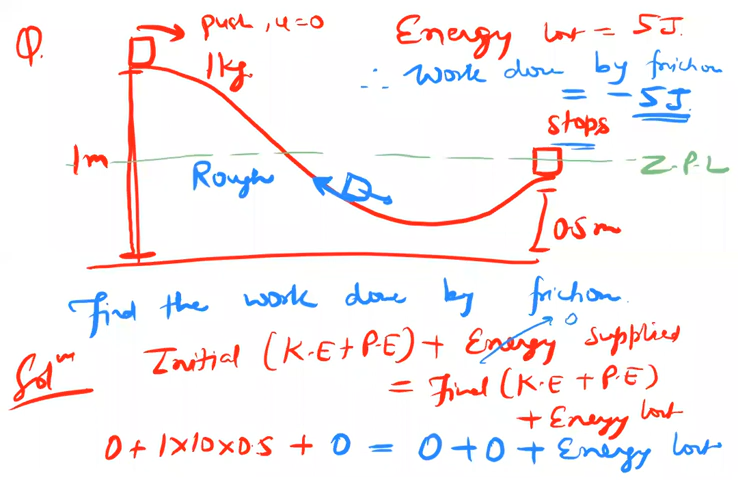 Q. push, u=0
1kg
Energy lost = 5J.
∴ Work done by friction
= -5J.
stops
1m
Z.P.L
Rough
0.5m
Find the work done by friction.
Solⁿ
Initial (K.E+P.E) + Energy supplied
0
= Final (K.E + P.E)
+ Energy lost
0 + 1×10×0.5 + 0 = 0+0 + Energy lost